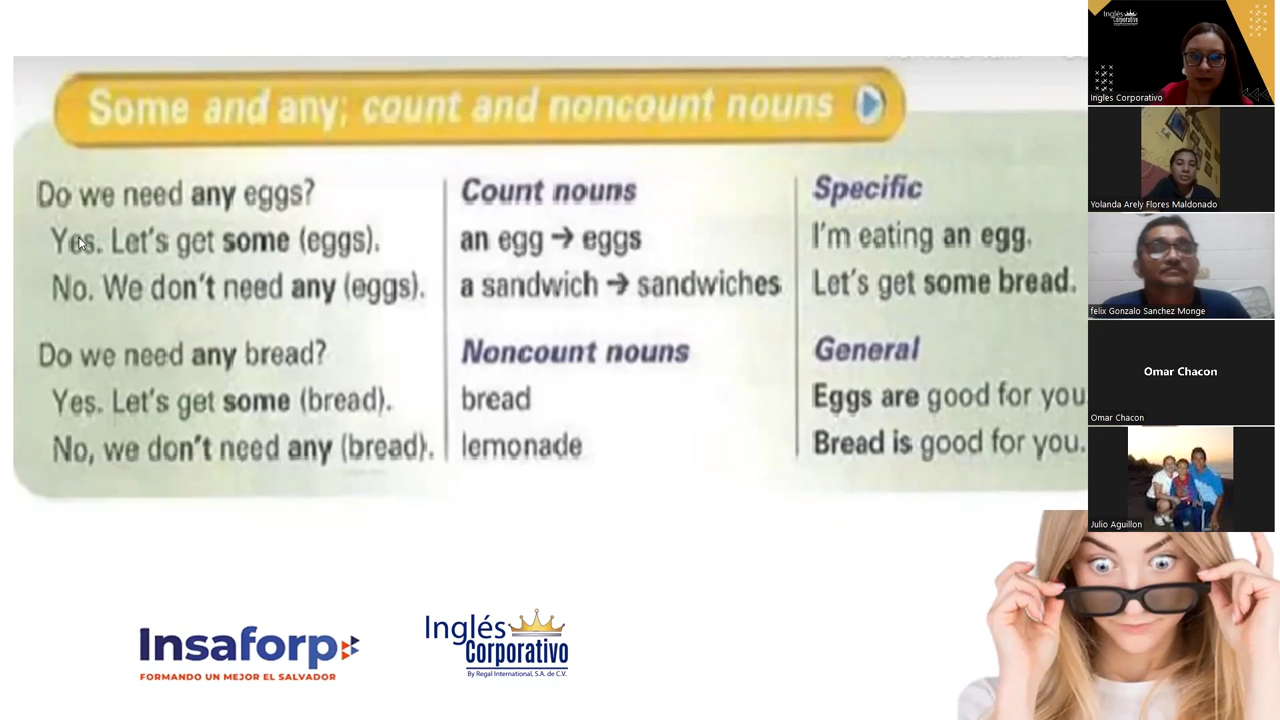 Some and any; count and noncount nouns
Do we need any eggs?
Yes. Let's get some (eggs).
No. We don't need any (eggs).
Do we need any bread?
Yes. Let's get some (bread).
No, we don't need any (bread).
Count nouns
an egg → eggs
a sandwich → sandwiches
Noncount nouns
bread
lemonade
Specific
I'm eating an egg.
Let's get some bread.
General
Eggs are good for you
Bread is good for you.
Insaforp
FORMANDO UN MEJOR EL SALVADOR
Inglés
Corporativo
By Regal International, S.A. de C.V.
Inglés
Corporativo
Ingles Corporativo
Yolanda Arely Flores Maldonado
felix Gonzalo Sanchez Monge
Omar Chacon
Omar Chacon
Julio Aguillon